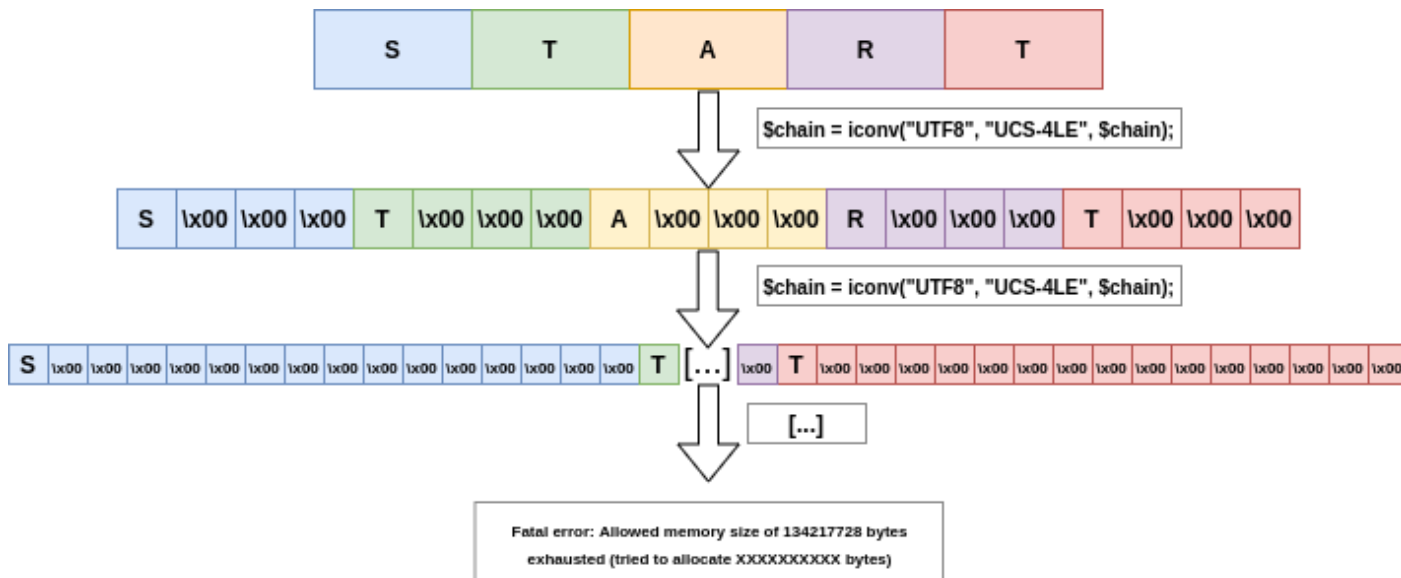 S T A R T
$chain = iconv("UTF8", "UCS-4LE", $chain);
S \x00 \x00 \x00 T \x00 \x00 \x00 A \x00 \x00 \x00 R \x00 \x00 \x00 T \x00 \x00 \x00
$chain = iconv("UTF8", "UCS-4LE", $chain);
S \x00 \x00 \x00 \x00 \x00 \x00 \x00 \x00 \x00 \x00 \x00 \x00 \x00 \x00 \x00 T [...] \x00 T \x00 \x00 \x00 \x00 \x00 \x00 \x00 \x00 \x00 \x00 \x00 \x00 \x00 \x00 \x00
[...]
Fatal error: Allowed memory size of 134217728 bytes
exhausted (tried to allocate XXXXXXXXXX bytes)